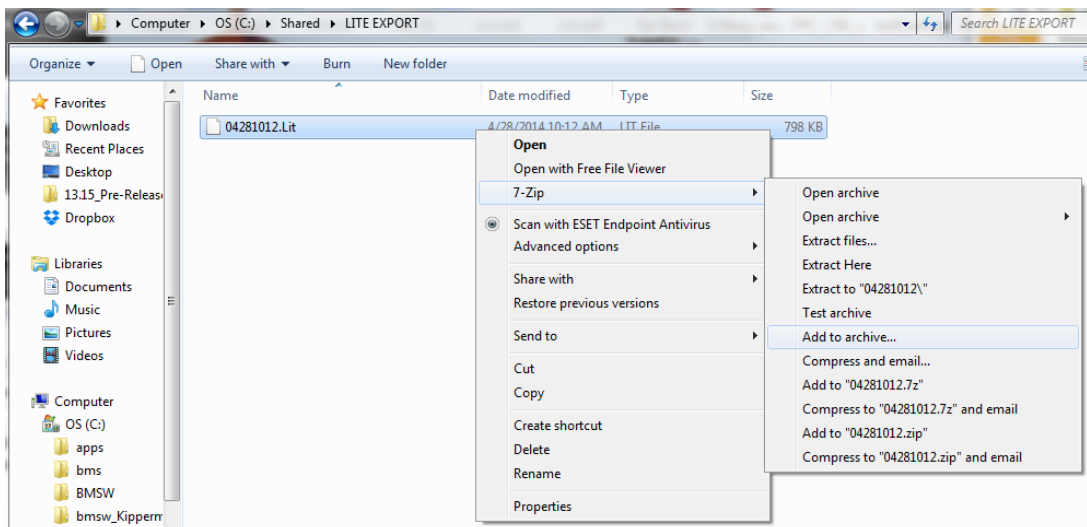 Computer ▸ OS (C:) ▸ Shared ▸ LITE EXPORT
Search LITE EXPORT
Organize Open Share with Burn New folder
Favorites
Downloads
Recent Places
Desktop
13.15_Pre-Releas
Dropbox
Libraries
Documents
Music
Pictures
Videos
Computer
OS (C:)
apps
bms
BMSW
bmsw_Kipperm
Name Date modified Type Size
04281012.Lit 4/28/2014 10:12 AM LIT File 798 KB
Open
Open with Free File Viewer
7-Zip
Scan with ESET Endpoint Antivirus
Advanced options
Share with
Restore previous versions
Send to
Cut
Copy
Create shortcut
Delete
Rename
Properties
Open archive
Open archive
Extract files...
Extract Here
Extract to "04281012\"
Test archive
Add to archive...
Compress and email...
Add to "04281012.7z"
Compress to "04281012.7z" and email
Add to "04281012.zip"
Compress to "04281012.zip" and email